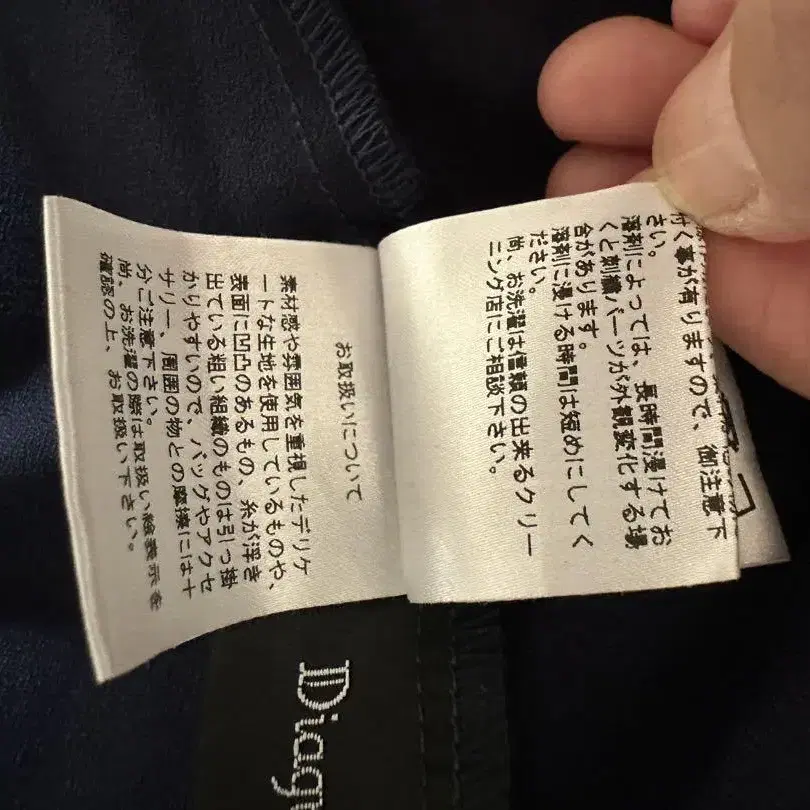 付く事が有りますので、御注意下
さい。
溶剤によっては、長時間漬けてお
くと刺繍パーツが外観変化する場
合があります。
溶剤に漬ける時間は短めにしてく
ださい。
尚、お洗濯は信頼の出来るクリー
ニング店にご相談下さい。
お取扱いについて
素材感や雰囲気を重視したデリケ
ートな生地を使用しているものや、
表面に凹凸のあるもの、糸が浮き
出ている粗い組織のものは引っ掛
かりやすいので、バッグやアクセ
サリー、周囲の物との摩擦には十
分ご注意下さい。
尚、お洗濯の際は取扱い絵表示を
確認の上、お取扱い下さい。
Diag